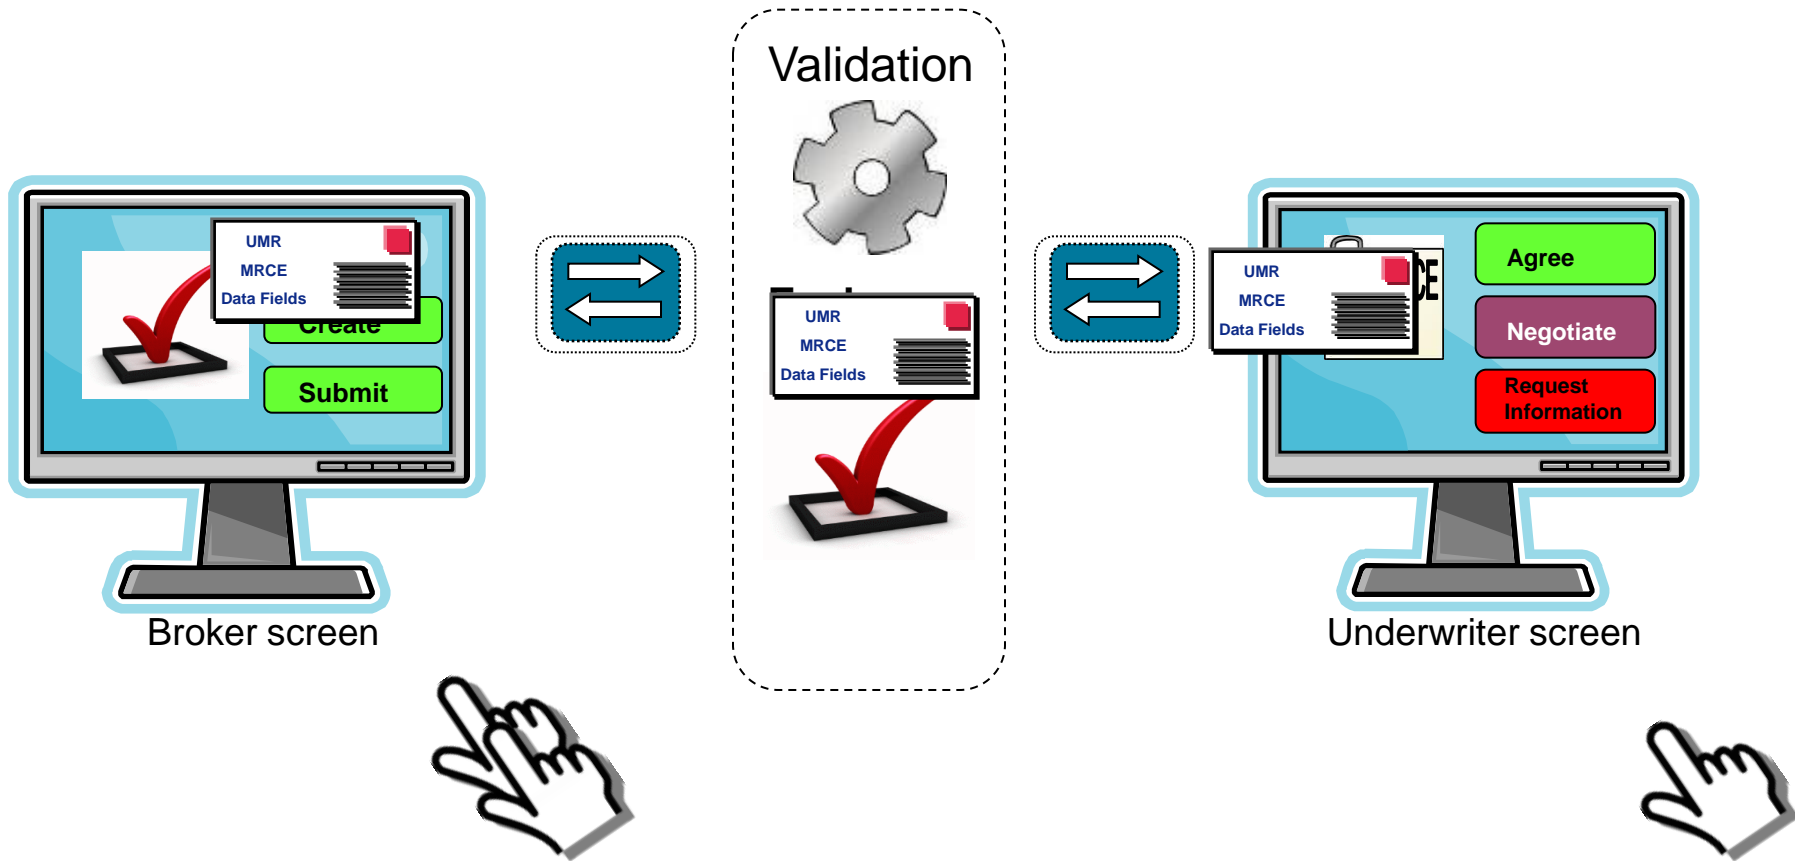 Validation
UMR
MRCE
Data Fields
Create
Submit
Broker screen
UMR
MRCE
Data Fields
UMR
MRCE
Data Fields
CE
Agree
Negotiate
Request
Information
Underwriter screen